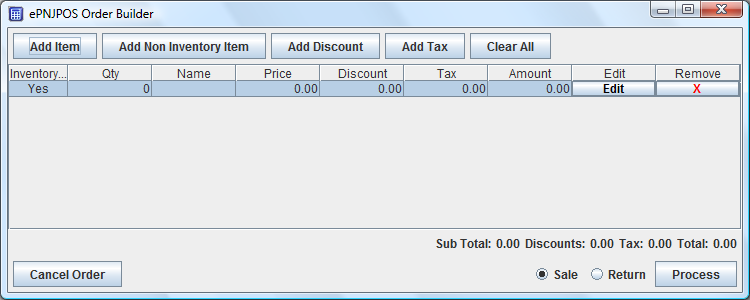 ePNJPOS Order Builder
Add Item Add Non Inventory Item Add Discount Add Tax Clear All
Inventory... Qty Name Price Discount Tax Amount Edit Remove
Yes 0 0.00 0.00 0.00 0.00 Edit X
Sub Total: 0.00 Discounts: 0.00 Tax: 0.00 Total: 0.00
Cancel Order Sale Return Process